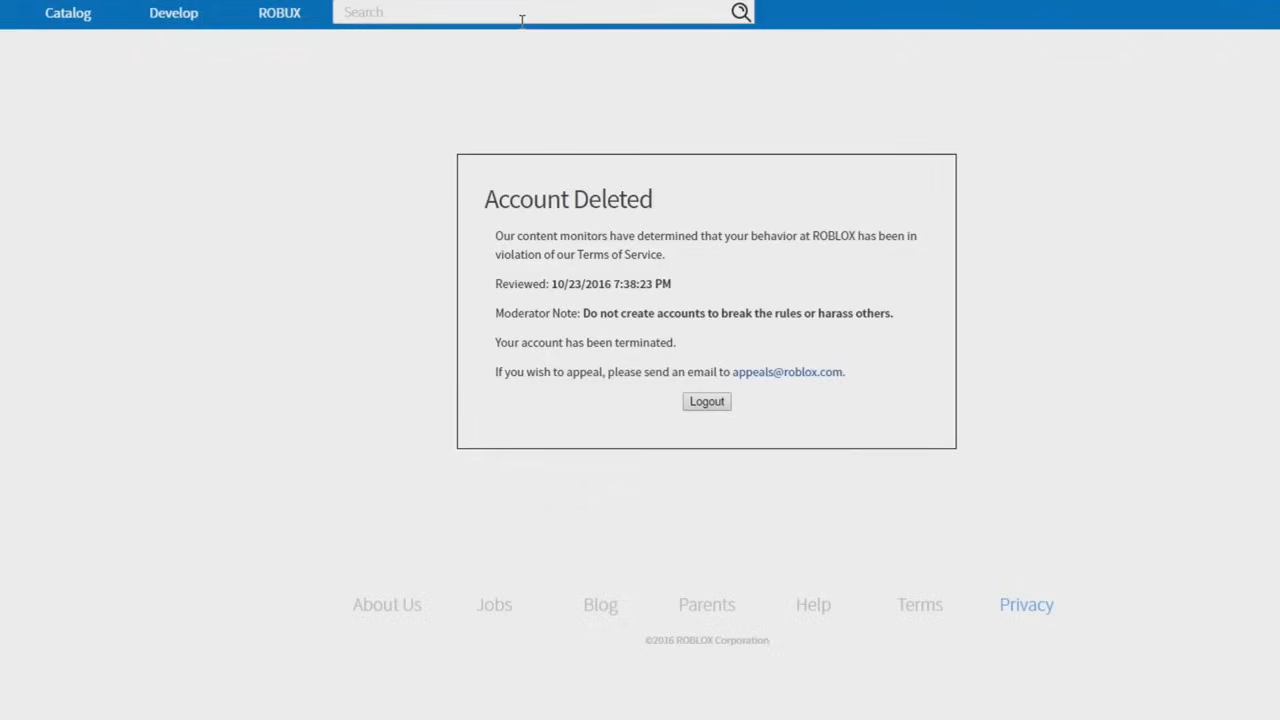 Catalog Develop ROBUX Search
Account Deleted
Our content monitors have determined that your behavior at ROBLOX has been in
violation of our Terms of Service.
Reviewed: 10/23/2016 7:38:23 PM
Moderator Note: Do not create accounts to break the rules or harass others.
Your account has been terminated.
If you wish to appeal, please send an email to appeals@roblox.com.
Logout
About Us Jobs Blog Parents Help Terms Privacy
©2016 ROBLOX Corporation